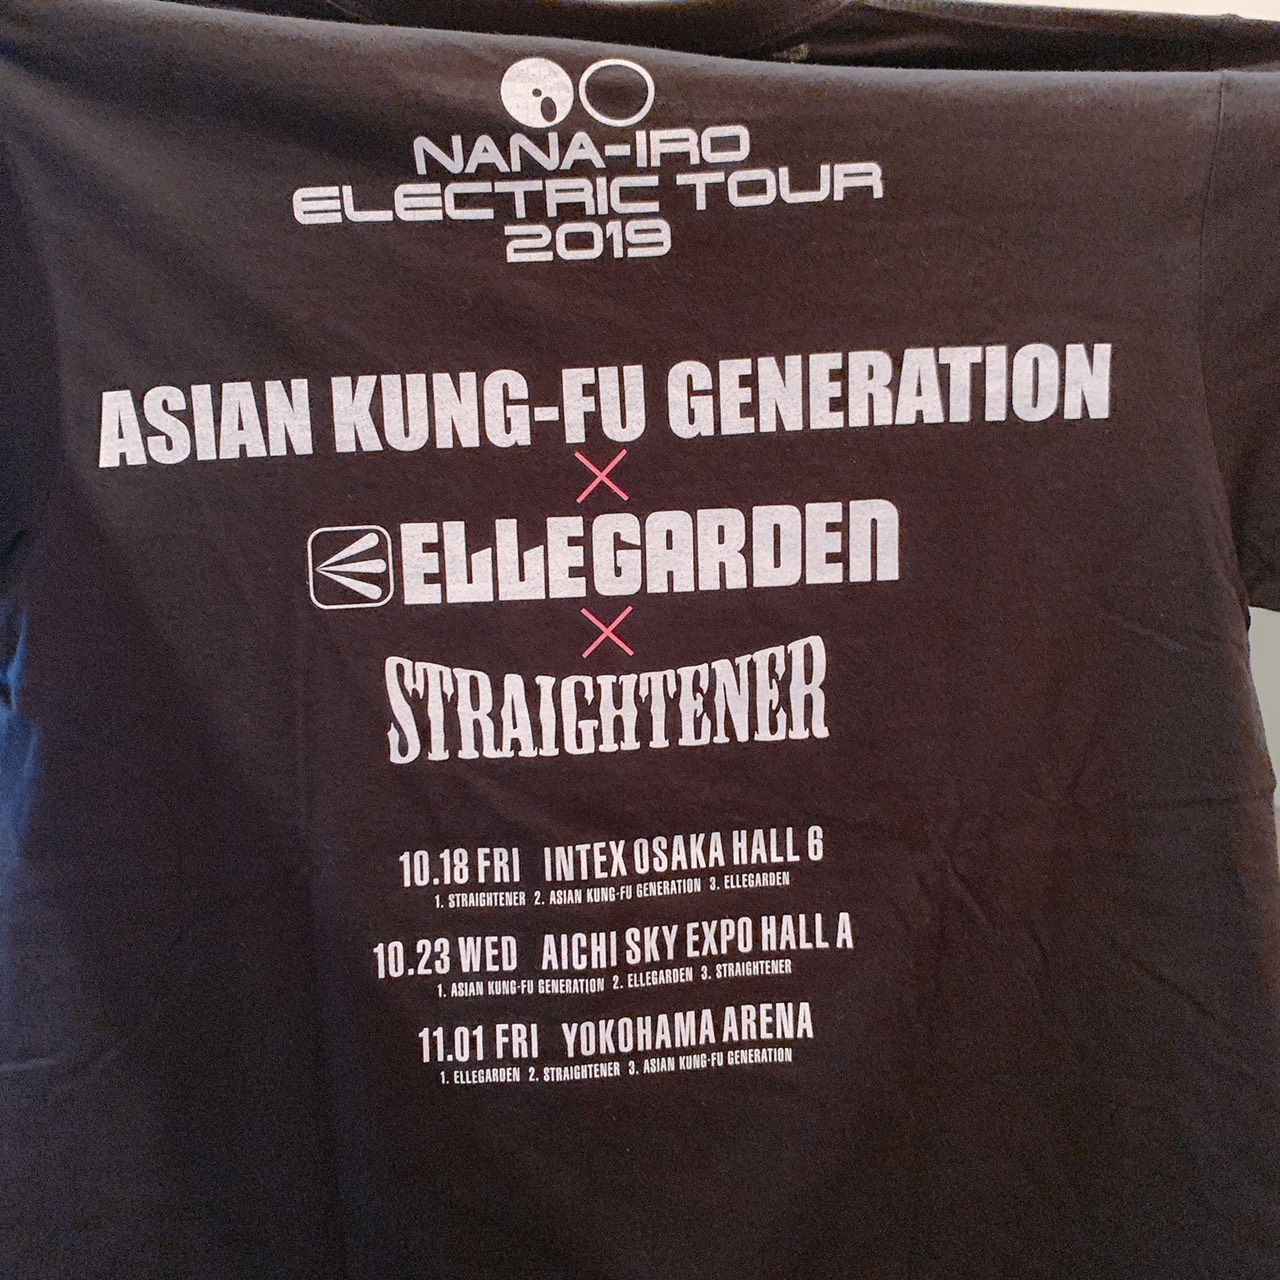 NANA-IRO
ELECTRIC TOUR
2019
ASIAN KUNG-FU GENERATION
×
ELLEGARDEN
×
STRAIGHTENER
10.18 FRI INTEX OSAKA HALL 6
1. STRAIGHTENER 2. ASIAN KUNG-FU GENERATION 3. ELLEGARDEN
10.23 WED AICHI SKY EXPO HALL A
1. ASIAN KUNG-FU GENERATION 2. ELLEGARDEN 3. STRAIGHTENER
11.01 FRI YOKOHAMA ARENA
1. ELLEGARDEN 2. STRAIGHTENER 3. ASIAN KUNG-FU GENERATION